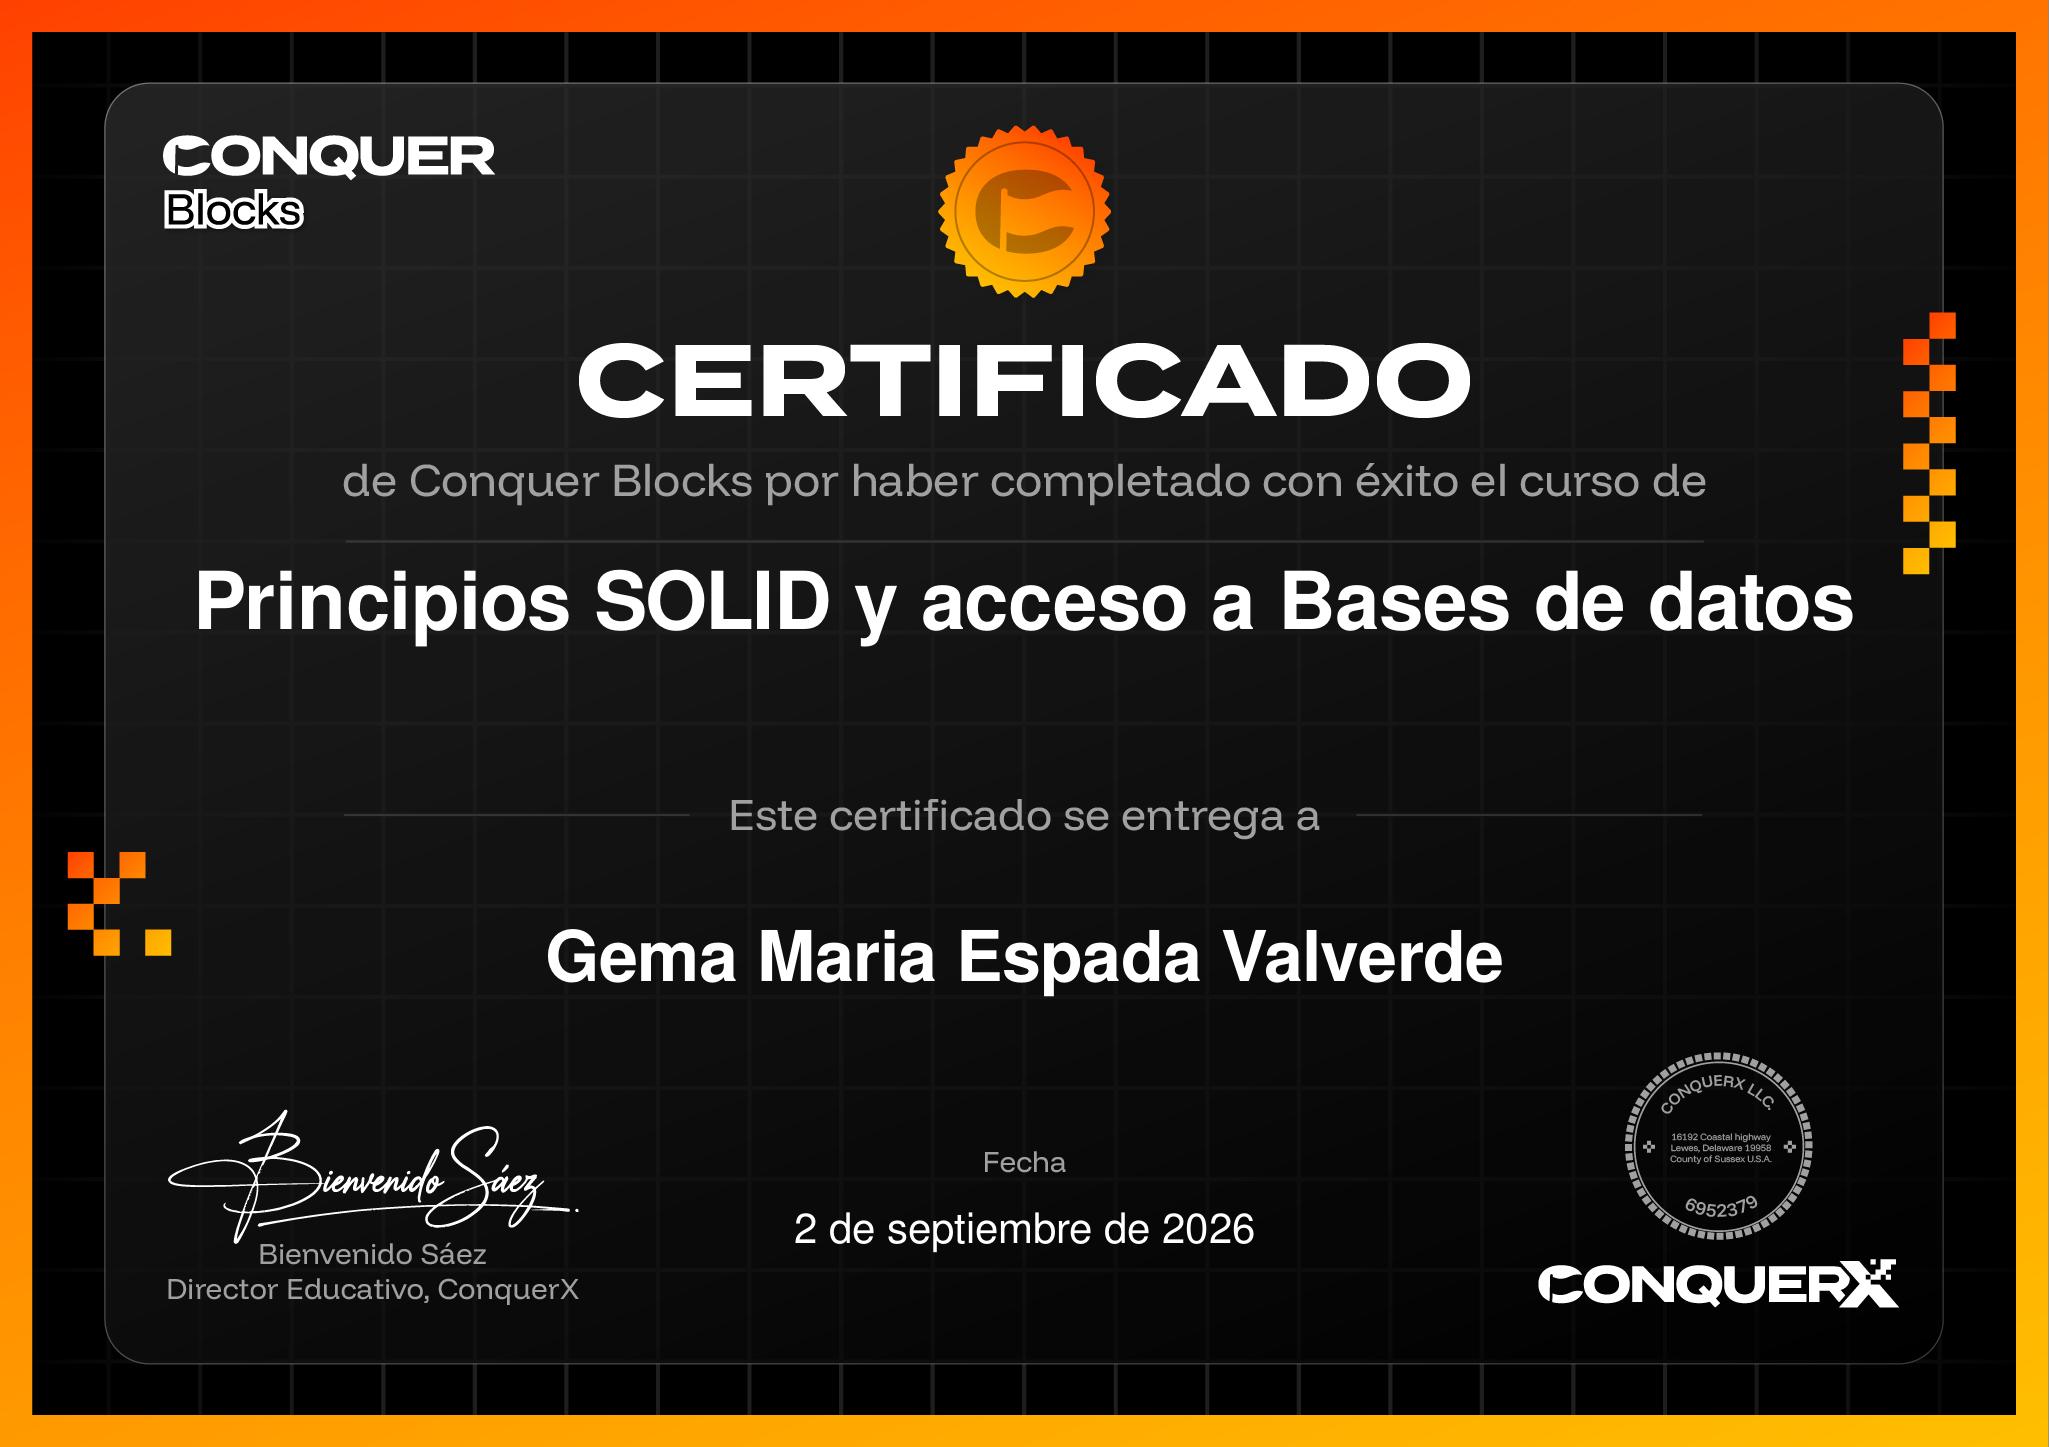 CONQUER
Blocks
CERTIFICADO
de Conquer Blocks por haber completado con éxito el curso de
Principios SOLID y acceso a Bases de datos
Este certificado se entrega a
Gema Maria Espada Valverde
Bienvenido Sáez
Bienvenido Sáez
Director Educativo, ConquerX
Fecha
2 de septiembre de 2026
CONQUERX LLC.
16192 Coastal highway
Lewes, Delaware 19958
County of Sussex U.S.A.
6952379
CONQUERX